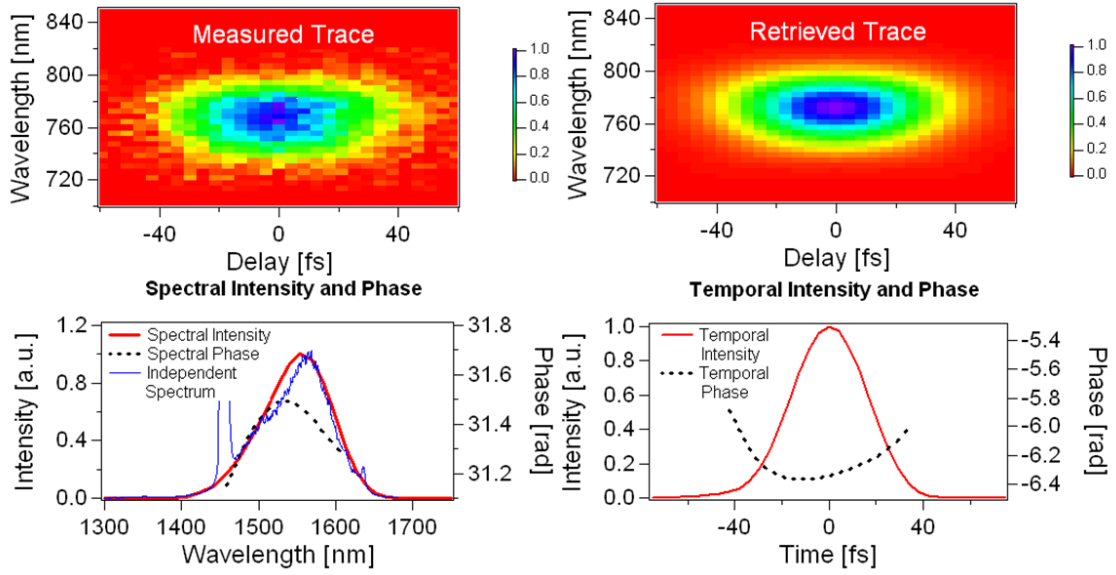 Measured Trace
Wavelength [nm]
840
800
760
720
-40
0
40
Delay [fs]
1.0
0.8
0.6
0.4
0.2
0.0
Retrieved Trace
Wavelength [nm]
840
800
760
720
-40
0
40
Delay [fs]
1.0
0.8
0.6
0.4
0.2
0.0
Spectral Intensity and Phase
Intensity [a.u.]
1.2
0.8
0.4
0.0
Spectral Intensity
Spectral Phase
Independent
Spectrum
31.8
31.6
31.4
31.2
Phase [rad]
1300
1400
1500
1600
1700
Wavelength [nm]
Temporal Intensity and Phase
Intensity [a.u.]
1.0
0.8
0.6
0.4
0.2
0.0
Temporal
Intensity
Temporal
Phase
-5.4
-5.6
-5.8
-6.0
-6.2
-6.4
Phase [rad]
-40
0
40
Time [fs]